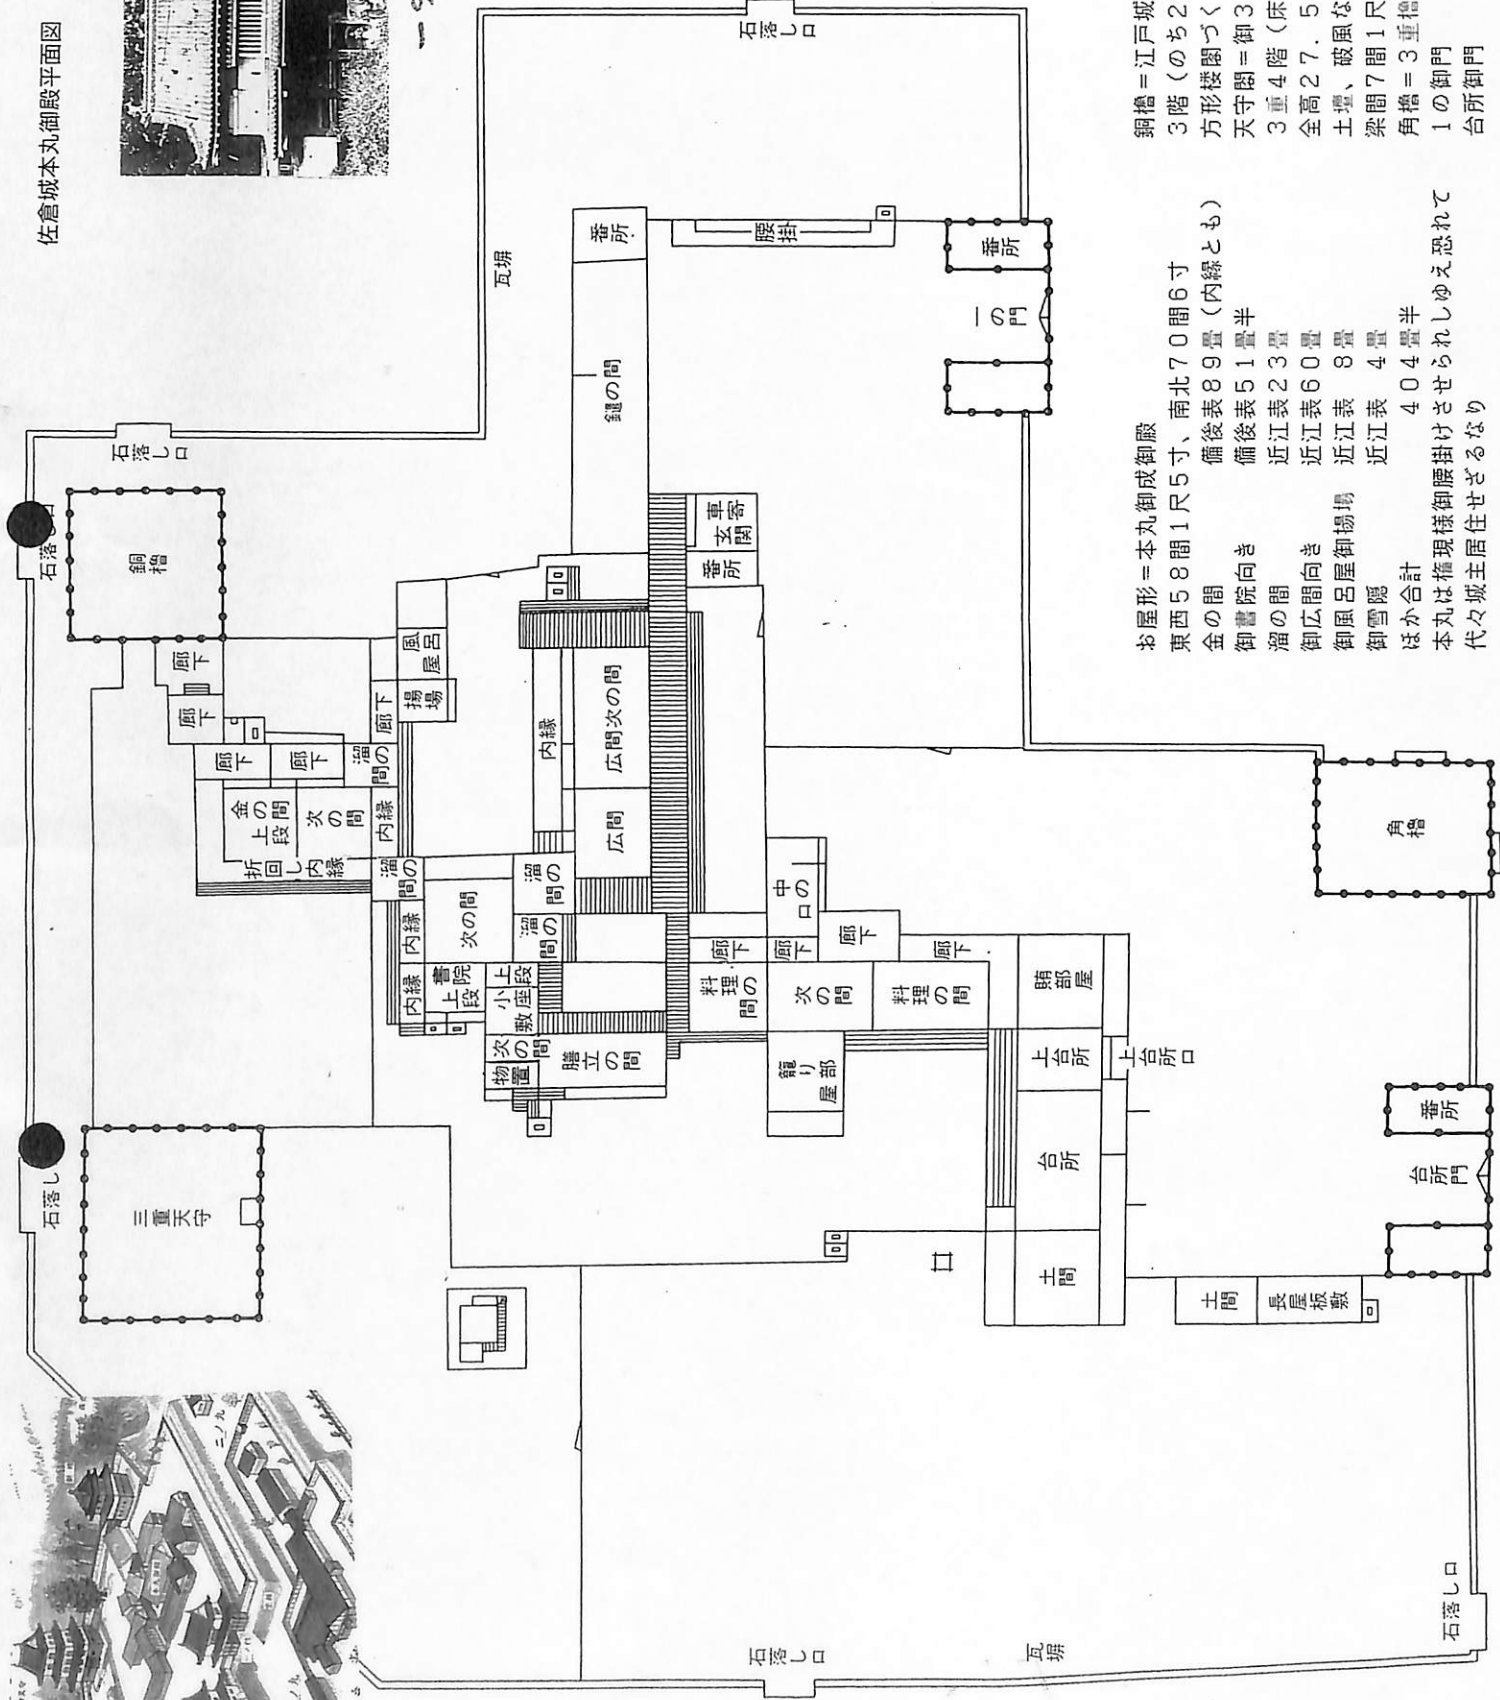 佐倉城本丸御殿平面図
石落し口
石落し口
石落し口
銅櫓
石落し
三重天守
瓦塀
番所
鎚の間
腰掛
番所
一の門
車寄
玄関
番所
風呂屋
揚場
廊下
廊下
廊下
廊下
廊下
溜の間
金の上段間
次の間
内縁
折回し内縁
内縁
広間次の間
広間
溜の間
内縁
次の間
溜の間
溜の間
内縁
書院上段
上段
小座敷
次の間
物置
膳立の間
中の口
廊下
廊下
廊下
廊下
料理の間
次の間
料理の間
籠り部屋
賄部屋
上台所
上台所口
台所
土間
土間
長屋板敷
角櫓
番所
台所門
石落し口
瓦塀
石落し口
お屋形=本丸御成御殿
東西58間1尺5寸、南北70間6寸
金の間 備後表89畳(内縁とも)
御書院向き 備後表51畳半
溜の間 近江表23畳
御広間向き 近江表60畳
御風呂屋御揚場 近江表 8畳
御雪隠 近江表 4畳
ほか合計 404畳半
本丸は権現様御腰掛けさせられしゆえ恐れて
代々城主居住せざるなり
銅櫓=江戸城
3階(のち2
方形楼閣づく
天守閣=御3
3重4階(床
全高27.5
土壇、破風な
梁間7間1尺
角櫓=3重櫓
1の御門
台所御門